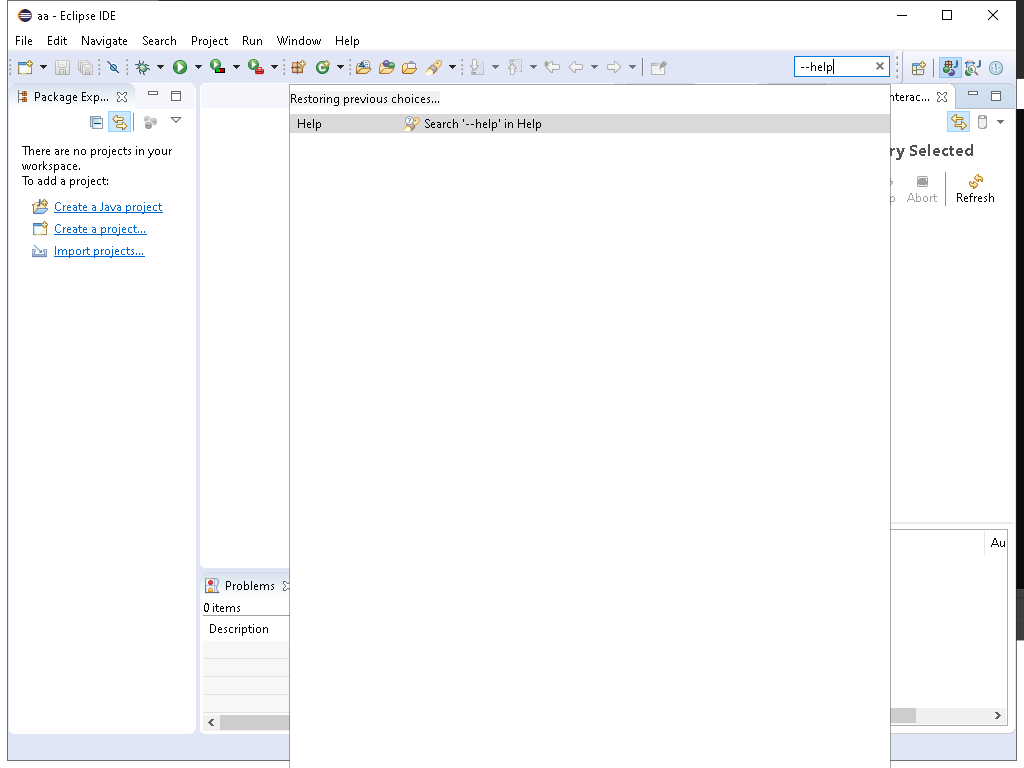 aa - Eclipse IDE
File Edit Navigate Search Project Run Window Help
--help
Package Exp...
Restoring previous choices...
Help Search '--help' in Help
There are no projects in your
workspace.
To add a project:
Create a Java project
Create a project...
Import projects...
nterac...
ry Selected
p Abort Refresh
Au
Problems
0 items
Description